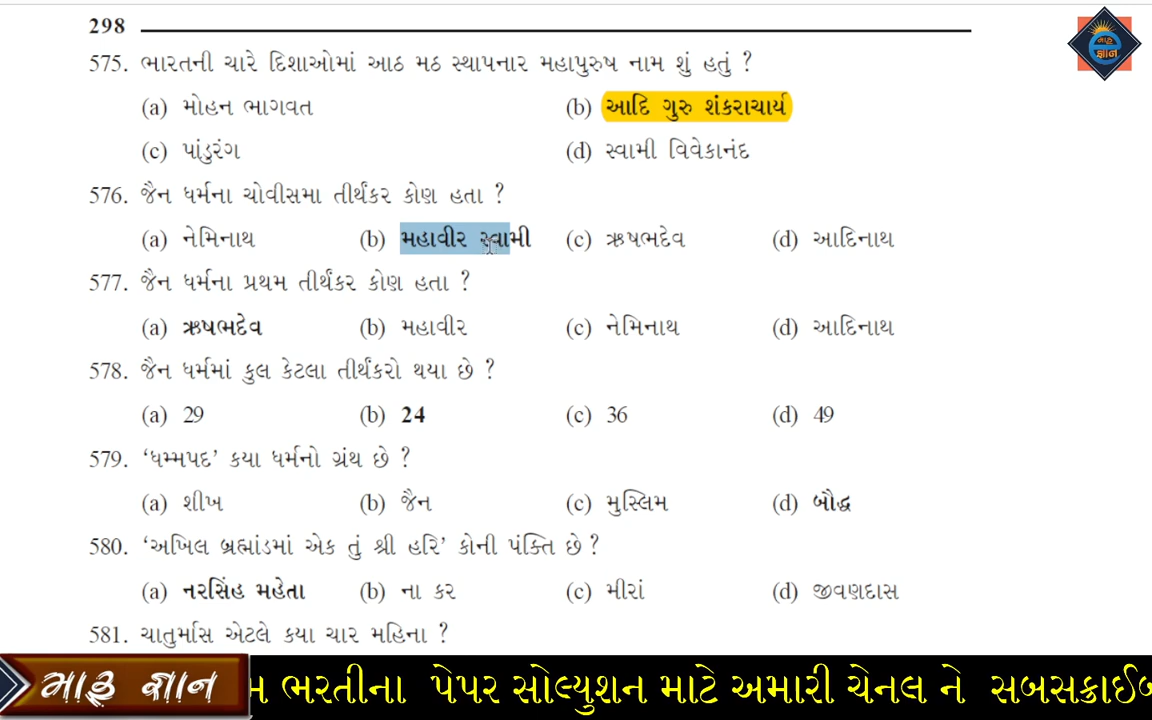 298
575. ભારતની ચારે દિશાઓમાં આઠ મઠ સ્થાપનાર મહાપુરુષ નામ શું હતું ?
(a) મોહન ભાગવત (b) આદિ ગુરુ શંકરાચાર્ય
(c) પાંડુરંગ (d) સ્વામી વિવેકાનંદ
576. જૈન ધર્મના ચોવીસમા તીર્થંકર કોણ હતા ?
(a) નેમિનાથ (b) મહાવીર સ્વામી (c) ઋષભદેવ (d) આદિનાથ
577. જૈન ધર્મના પ્રથમ તીર્થંકર કોણ હતા ?
(a) ઋષભદેવ (b) મહાવીર (c) નેમિનાથ (d) આદિનાથ
578. જૈન ધર્મમાં કુલ કેટલા તીર્થંકરો થયા છે ?
(a) 29 (b) 24 (c) 36 (d) 49
579. ‘ધમ્મપદ’ કયા ધર્મનો ગ્રંથ છે ?
(a) શીખ (b) જૈન (c) મુસ્લિમ (d) બૌદ્ધ
580. ‘અખિલ બ્રહ્માંડમાં એક તું શ્રી હરિ’ કોની પંક્તિ છે ?
(a) નરસિંહ મહેતા (b) ના કર (c) મીરાં (d) જીવણદાસ
581. ચાતુર્માસ એટલે કયા ચાર મહિના ?
મારૂ જ્ઞાન
ભરતીના પેપર સોલ્યુશન માટે અમારી ચેનલ ને સબસ્ક્રાઈબ
મારૂ
e
જ્ઞાન